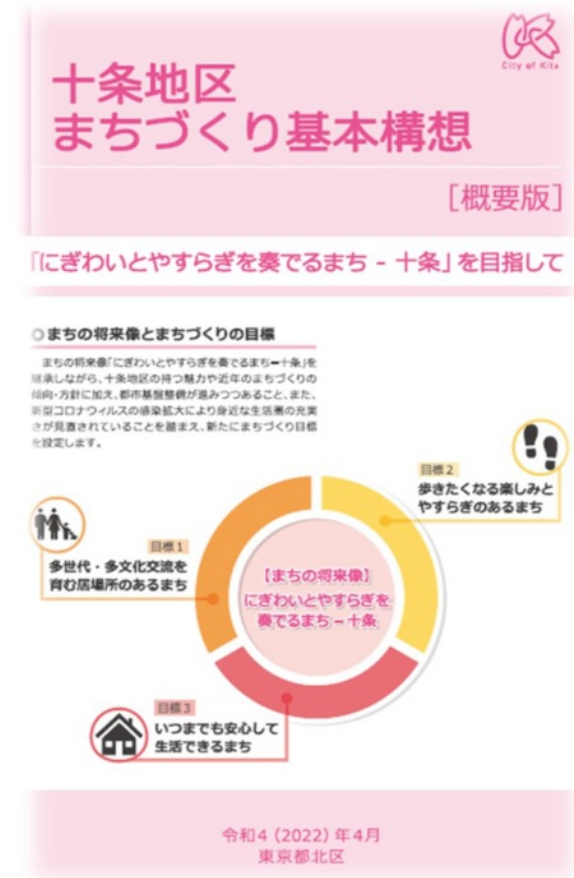 City of Kita
十条地区
まちづくり基本構想
［概要版］
「にぎわいとやすらぎを奏でるまち - 十条」を目指して
まちの将来像とまちづくりの目標
まちの将来像「にぎわいとやすらぎを奏でるまちー十条」を
継承しながら、十条地区の持つ魅力や近年のまちづくりの
傾向・方針に加え、都市基盤整備が進みつつあること、また、
新型コロナウィルスの感染拡大により身近な生活圏の充実
さが見直されていることを踏まえ、新たにまちづくり目標
を設定します。
目標2
歩きたくなる楽しみと
やすらぎのあるまち
目標1
多世代・多文化交流を
育む居場所のあるまち
【まちの将来像】
にぎわいとやすらぎを
奏でるまち－十条
目標3
いつまでも安心して
生活できるまち
令和4（2022）年4月
東京都北区